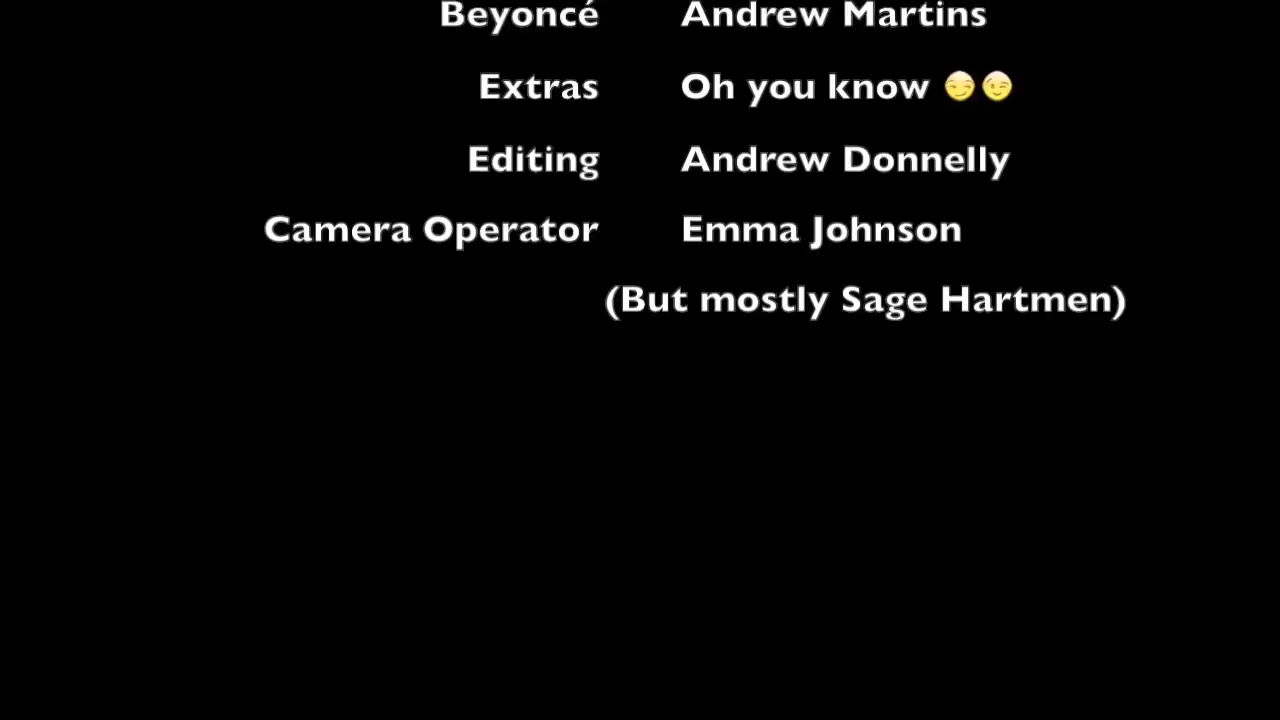 Beyoncé Andrew Martins
Extras Oh you know 😏😉
Editing Andrew Donnelly
Camera Operator Emma Johnson
(But mostly Sage Hartmen)